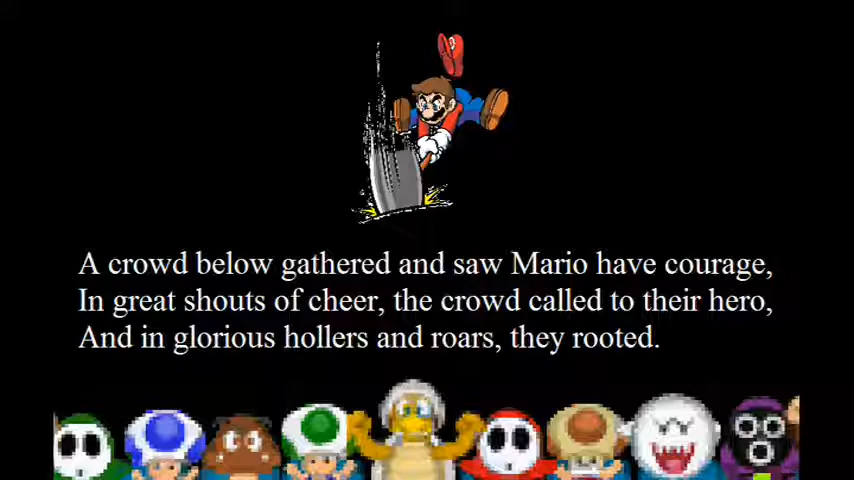 A crowd below gathered and saw Mario have courage,
In great shouts of cheer, the crowd called to their hero,
And in glorious hollers and roars, they rooted.